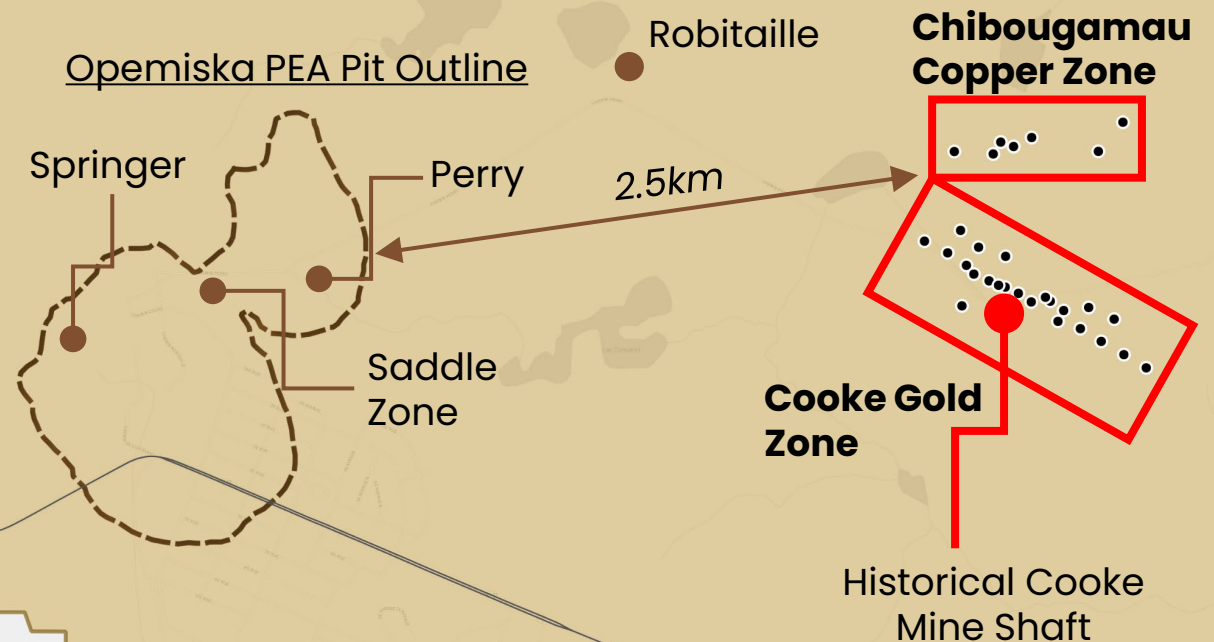 Robitaille
Chibougamau
Copper Zone
Opemiska PEA Pit Outline
Springer
Perry
2.5km
Saddle
Zone
Cooke Gold
Zone
Historical Cooke
Mine Shaft